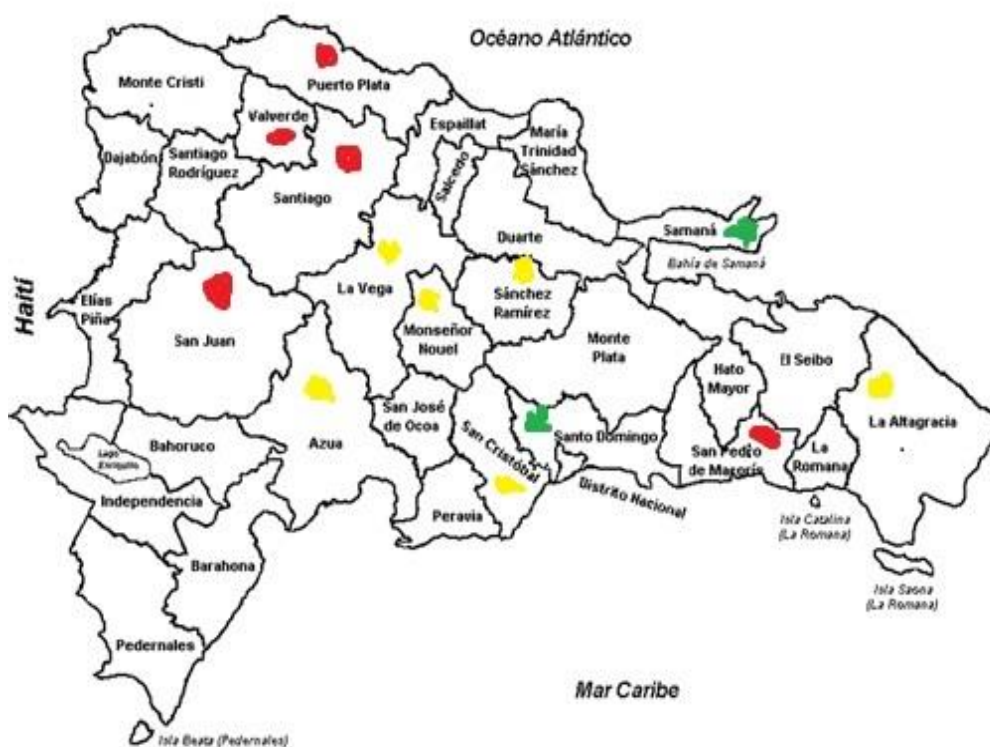 Océano Atlántico
Monte Cristi
Puerto Plata
Valverde
Espaillat
María
Trinidad
Sánchez
Dajabón
Santiago
Rodríguez
Salcedo
Santiago
Samaná
Bahía de Samaná
Duarte
Haití
Elías
Piña
La Vega
Sánchez
Ramírez
San Juan
Monseñor
Nouel
Monte
Plata
El Seibo
Hato
Mayor
La Altagracia
San José
de Ocoa
Azua
San Cristóbal
Santo Domingo
San Pedro
de Macorís
La
Romana
Bahoruco
Lago
Enriquillo
Independencia
Peravia
Distrito Nacional
Isla Catalina
(La Romana)
Barahona
Isla Saona
(La Romana)
Pedernales
Mar Caribe
Isla Beata (Pedernales)